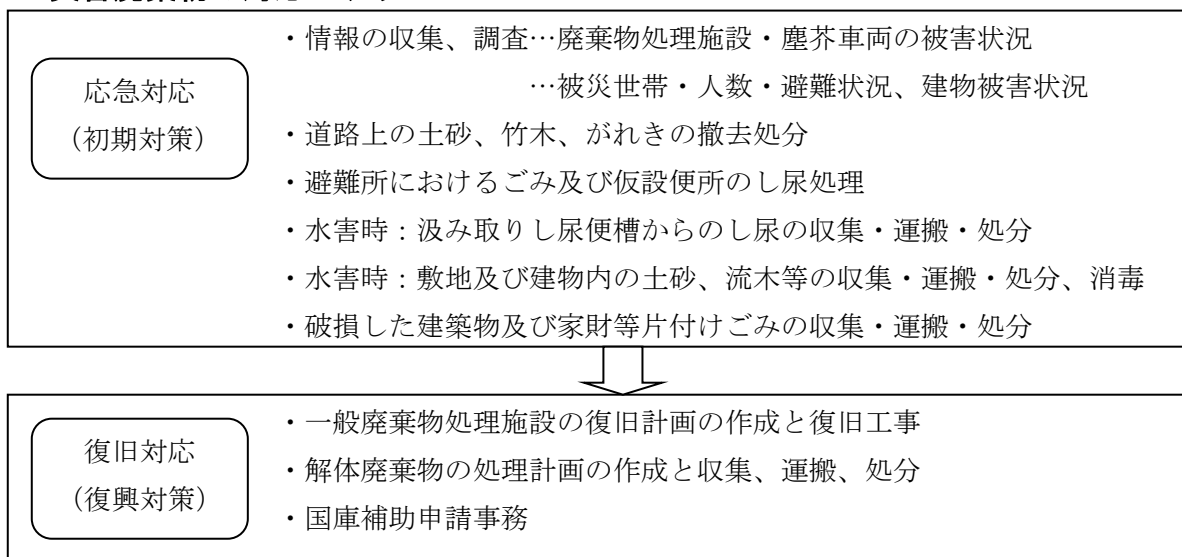 応急対応
(初期対策)
・情報の収集、調査…廃棄物処理施設・塵芥車両の被害状況
…被災世帯・人数・避難状況、建物被害状況
・道路上の土砂、竹木、がれきの撤去処分
・避難所におけるごみ及び仮設便所のし尿処理
・水害時：汲み取りし尿便槽からのし尿の収集・運搬・処分
・水害時：敷地及び建物内の土砂、流木等の収集・運搬・処分、消毒
・破損した建築物及び家財等片付けごみの収集・運搬・処分
復旧対応
(復興対策)
・一般廃棄物処理施設の復旧計画の作成と復旧工事
・解体廃棄物の処理計画の作成と収集、運搬、処分
・国庫補助申請事務